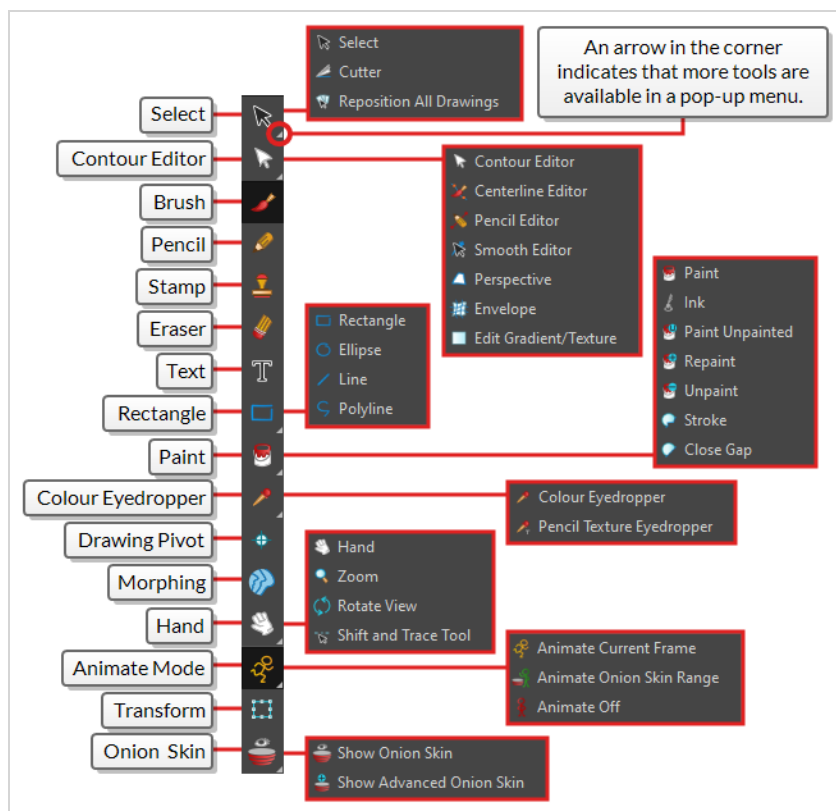 Select
Cutter
Reposition All Drawings
An arrow in the corner
indicates that more tools are
available in a pop-up menu.
Select
Contour Editor
Brush
Pencil
Stamp
Eraser
Text
Rectangle
Paint
Colour Eyedropper
Drawing Pivot
Morphing
Hand
Animate Mode
Transform
Onion Skin
Contour Editor
Centerline Editor
Pencil Editor
Smooth Editor
Perspective
Envelope
Edit Gradient/Texture
Paint
Ink
Paint Unpainted
Repaint
Unpaint
Stroke
Close Gap
Rectangle
Ellipse
Line
Polyline
Colour Eyedropper
Pencil Texture Eyedropper
Hand
Zoom
Rotate View
Shift and Trace Tool
Animate Current Frame
Animate Onion Skin Range
Animate Off
Show Onion Skin
Show Advanced Onion Skin